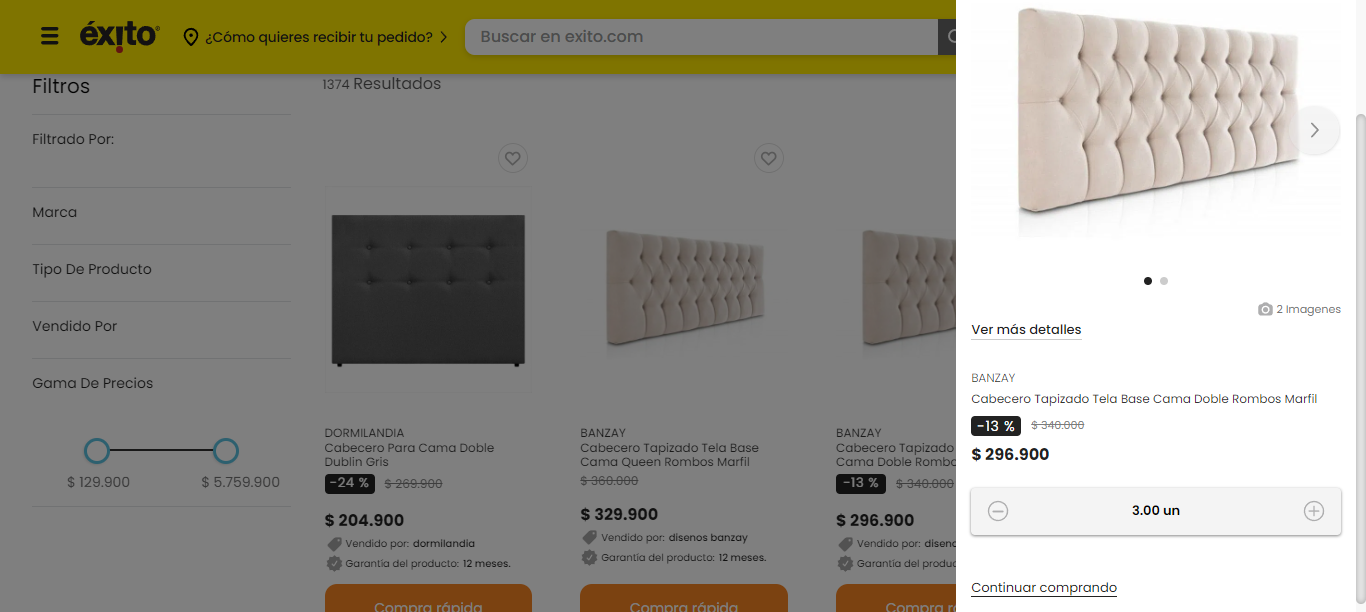 éxito
¿Cómo quieres recibir tu pedido?
Buscar en exito.com
Filtros
1374 Resultados
Filtrado Por:
Marca
Tipo De Producto
Vendido Por
Gama De Precios
$ 129.900
$ 5.759.900
DORMILANDIA
Cabecero Para Cama Doble
Dublin Gris
-24 % $ 269.900
$ 204.900
Vendido por: dormilandia
Garantía del producto: 12 meses.
Compra rápida
BANZAY
Cabecero Tapizado Tela Base
Cama Queen Rombos Marfil
$ 360.000
$ 329.900
Vendido por: disenos banzay
Garantía del producto: 12 meses.
Compra rápida
BANZAY
Cabecero Tapizado
Cama Doble Rombo
-13 % $ 340.000
$ 296.900
Vendido por: diseno
Garantía del producto
Compra r
2 Imagenes
Ver más detalles
BANZAY
Cabecero Tapizado Tela Base Cama Doble Rombos Marfil
-13 % $ 340.000
$ 296.900
3.00 un
Continuar comprando